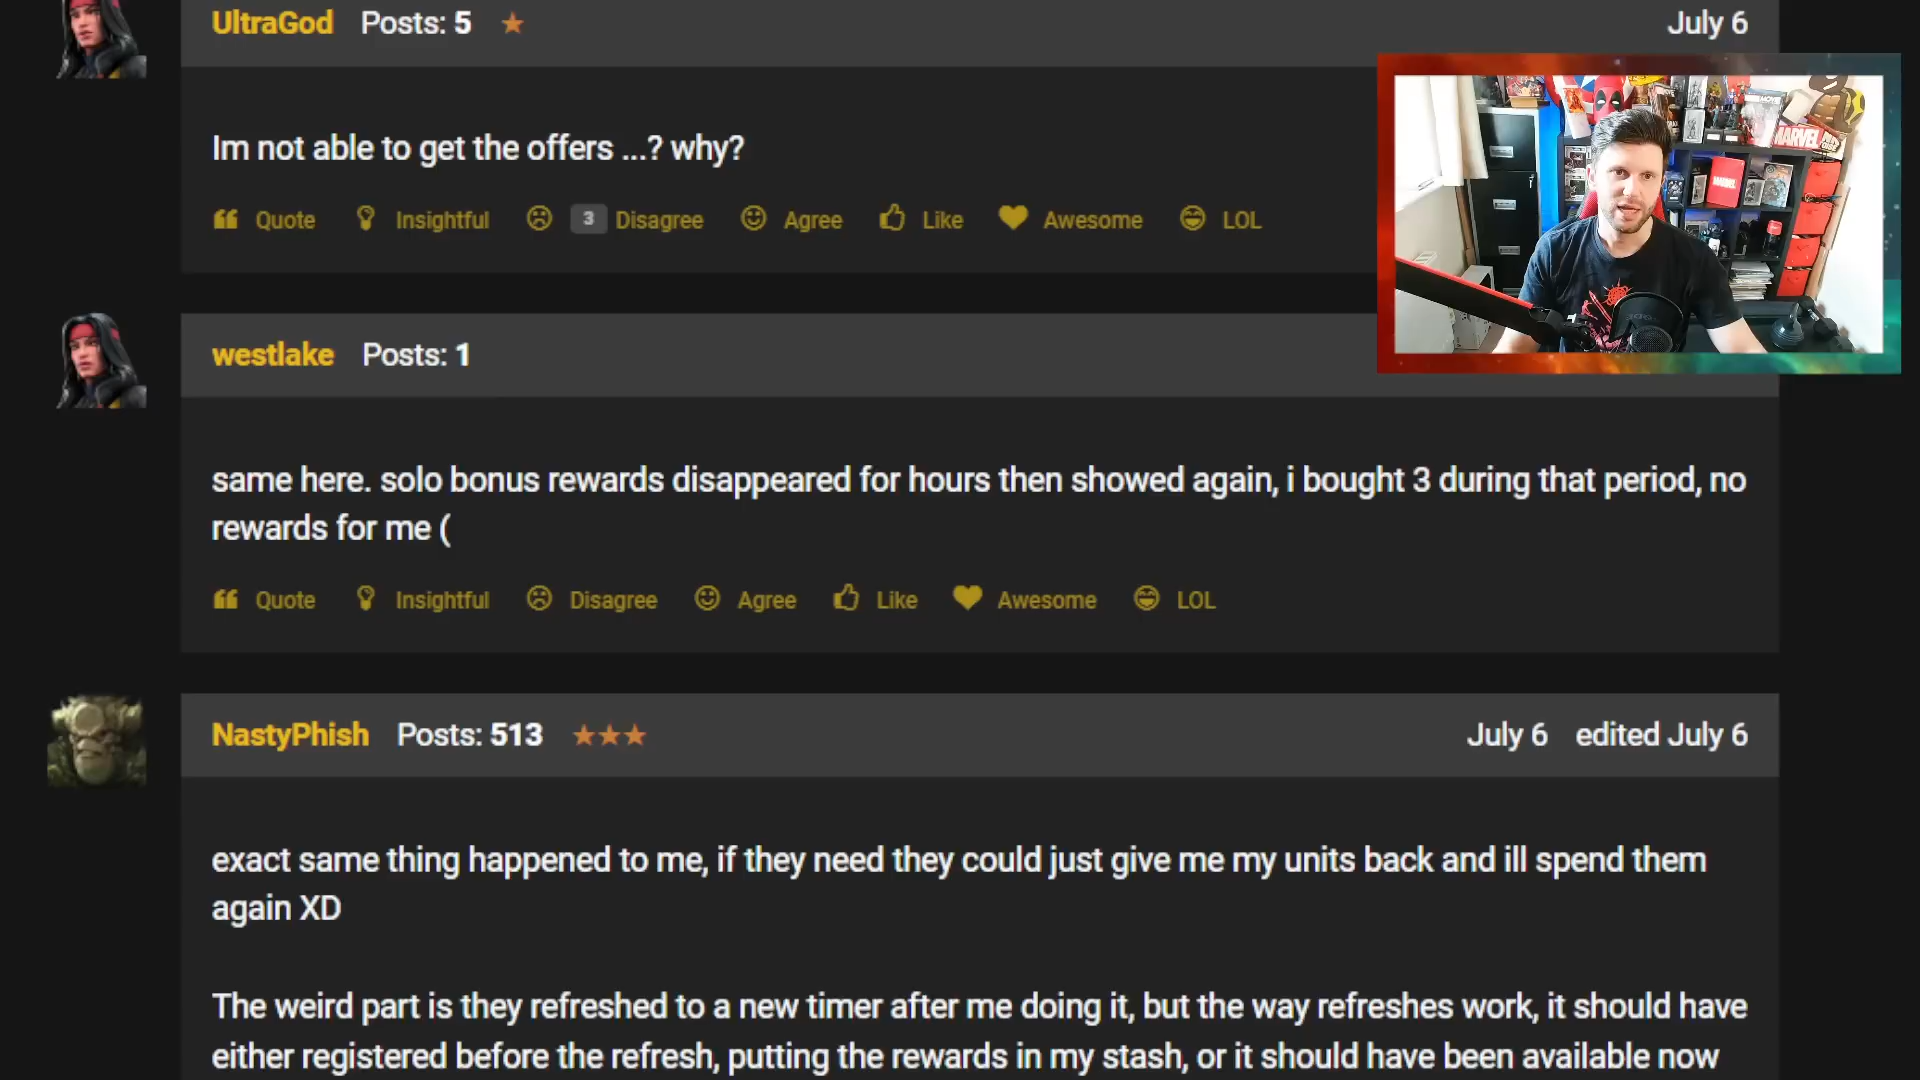 UltraGod Posts: 5 July 6
Im not able to get the offers ...? why?
Quote Insightful 3 Disagree Agree Like Awesome LOL
MARVEL
MARVEL
westlake Posts: 1
same here. solo bonus rewards disappeared for hours then showed again, i bought 3 during that period, no
rewards for me (
Quote Insightful Disagree Agree Like Awesome LOL
NastyPhish Posts: 513 July 6 edited July 6
exact same thing happened to me, if they need they could just give me my units back and ill spend them
again XD
The weird part is they refreshed to a new timer after me doing it, but the way refreshes work, it should have
either registered before the refresh, putting the rewards in my stash, or it should have been available now